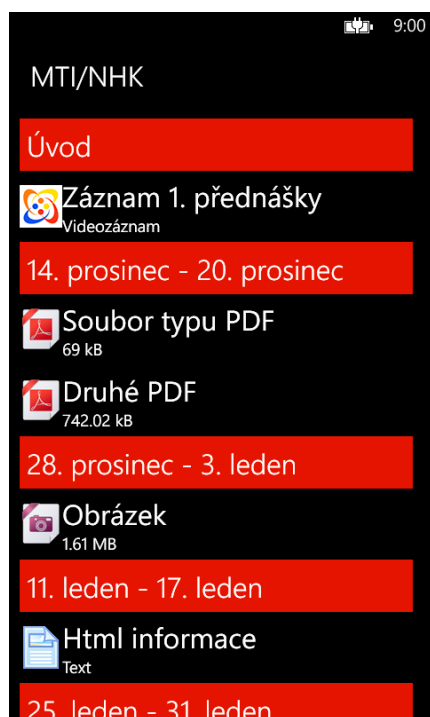 9:00
MTI/NHK
Úvod
Záznam 1. přednášky
Videozáznam
14. prosinec - 20. prosinec
Soubor typu PDF
69 kB
Druhé PDF
742.02 kB
28. prosinec - 3. leden
Obrázek
1.61 MB
11. leden - 17. leden
Html informace
Text
25. leden - 31. leden